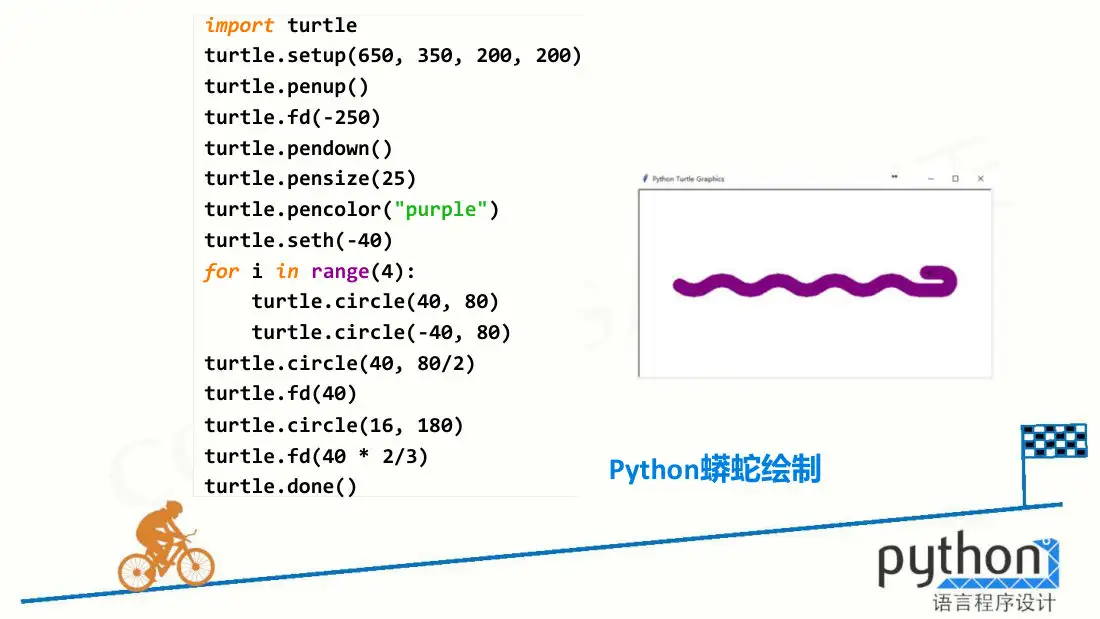 import turtle
turtle.setup(650, 350, 200, 200)
turtle.penup()
turtle.fd(-250)
turtle.pendown()
turtle.pensize(25)
turtle.pencolor("purple")
turtle.seth(-40)
for i in range(4):
    turtle.circle(40, 80)
    turtle.circle(-40, 80)
turtle.circle(40, 80/2)
turtle.fd(40)
turtle.circle(16, 180)
turtle.fd(40 * 2/3)
turtle.done()
Python Turtle Graphics
Python蟒蛇绘制
python
语言程序设计